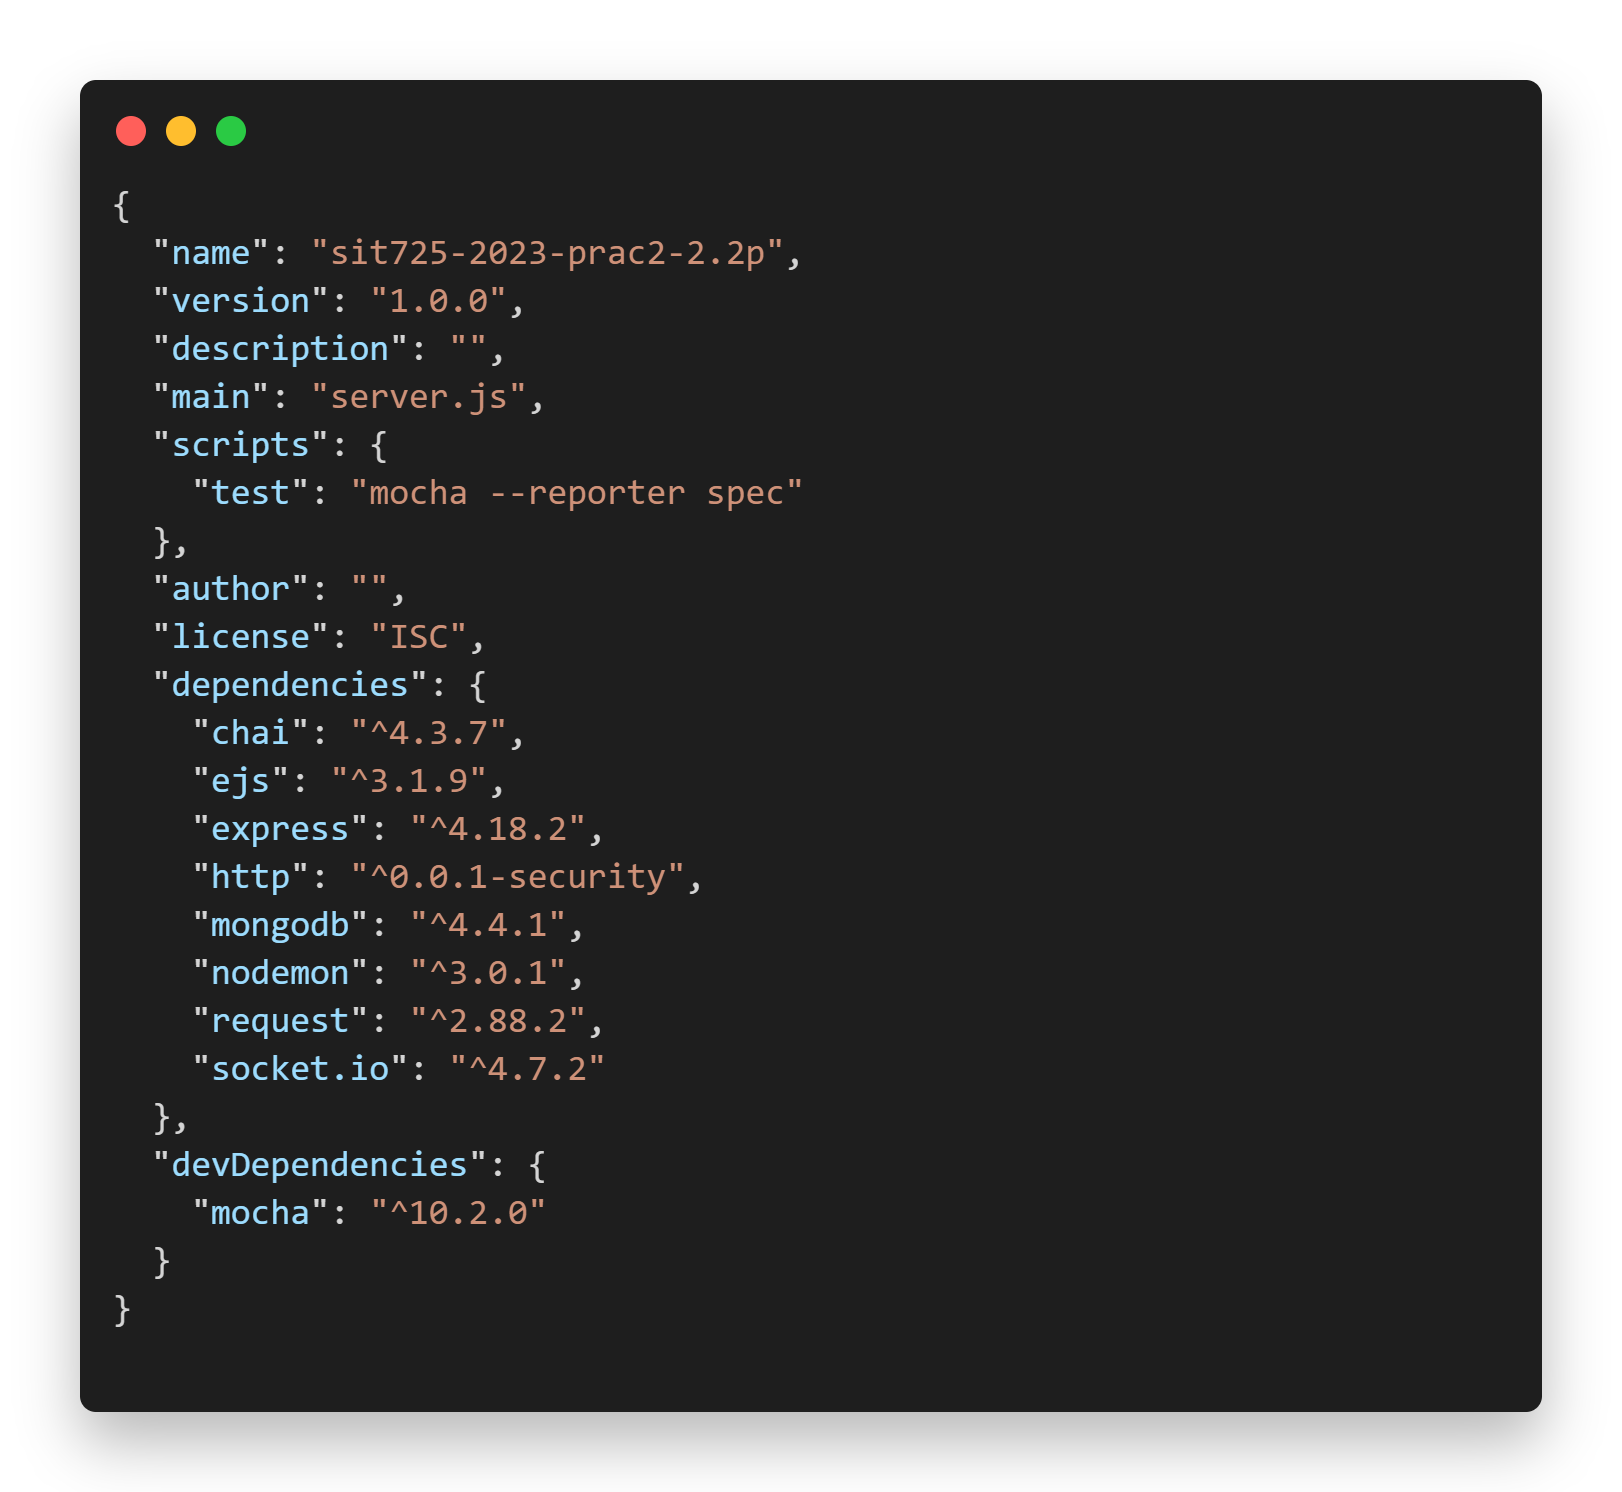 {
  "name": "sit725-2023-prac2-2.2p",
  "version": "1.0.0",
  "description": "",
  "main": "server.js",
  "scripts": {
    "test": "mocha --reporter spec"
  },
  "author": "",
  "license": "ISC",
  "dependencies": {
    "chai": "^4.3.7",
    "ejs": "^3.1.9",
    "express": "^4.18.2",
    "http": "^0.0.1-security",
    "mongodb": "^4.4.1",
    "nodemon": "^3.0.1",
    "request": "^2.88.2",
    "socket.io": "^4.7.2"
  },
  "devDependencies": {
    "mocha": "^10.2.0"
  }
}